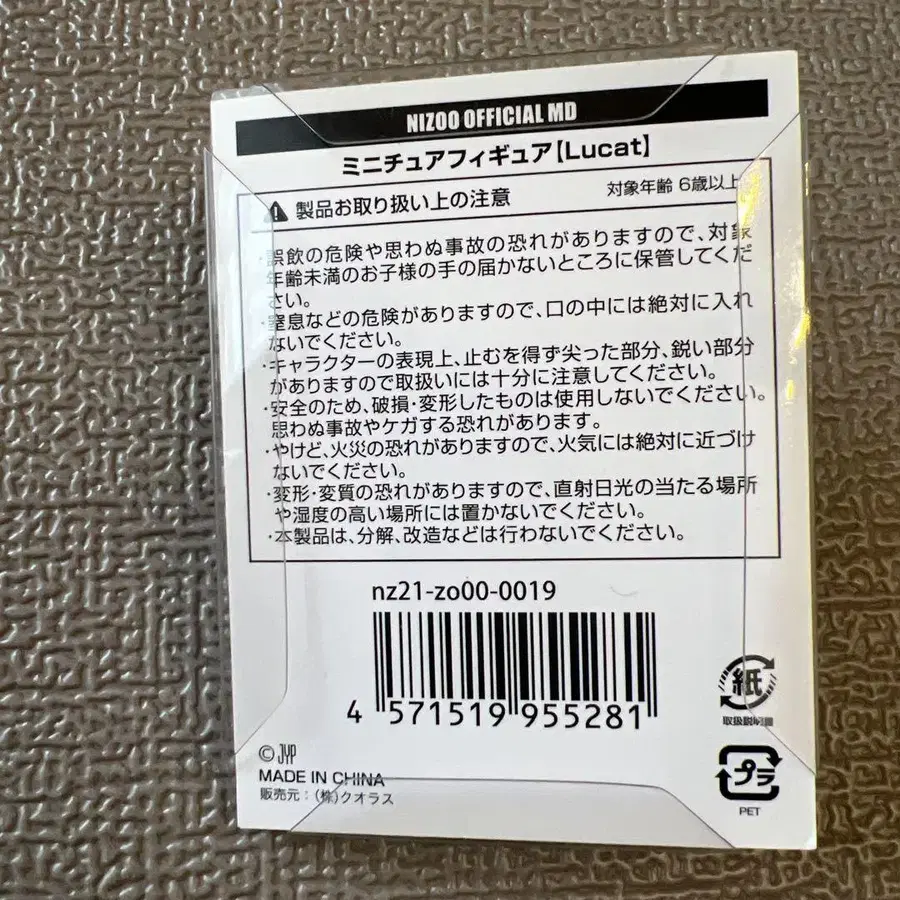 NIZOO OFFICIAL MD
ミニチュアフィギュア【Lucat】
製品お取り扱い上の注意
対象年齢 6歳以上
・誤飲の危険や思わぬ事故の恐れがありますので、対象
年齢未満のお子様の手の届かないところに保管してくだ
さい。
・窒息などの危険がありますので、口の中には絶対に入れ
ないでください。
・キャラクターの表現上、止むを得ず尖った部分、鋭い部分
がありますので取扱いには十分に注意してください。
・安全のため、破損・変形したものは使用しないでください。
思わぬ事故やケガする恐れがあります。
・やけど、火災の恐れがありますので、火気には絶対に近づけ
ないでください。
・変形・変質の恐れがありますので、直射日光の当たる場所
や湿度の高い場所には置かないでください。
・本製品は、分解、改造などは行わないでください。
nz21-zo00-0019
4 571519 955281
紙
取扱説明書
© JYP
MADE IN CHINA
販売元：(株)クオラス
プラ
PET